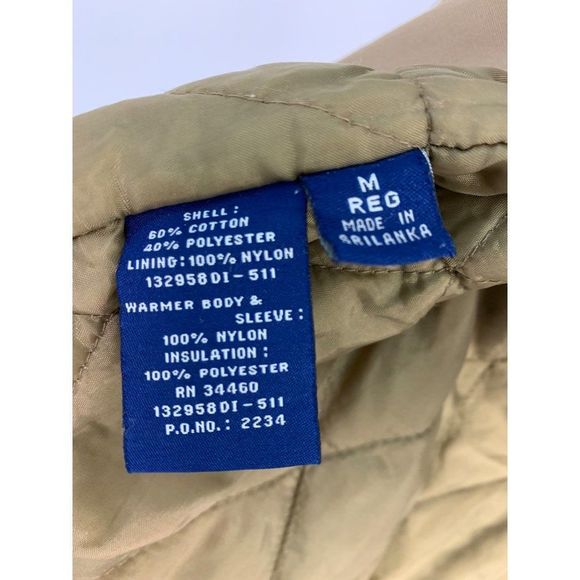 SHELL:
60% COTTON
40% POLYESTER
LINING:100% NYLON
132958DI-511
WARMER BODY &
SLEEVE:
100% NYLON
INSULATION:
100% POLYESTER
RN 34460
132958DI-511
P.O.NO.: 2234
M
REG
MADE IN
SRILANKA